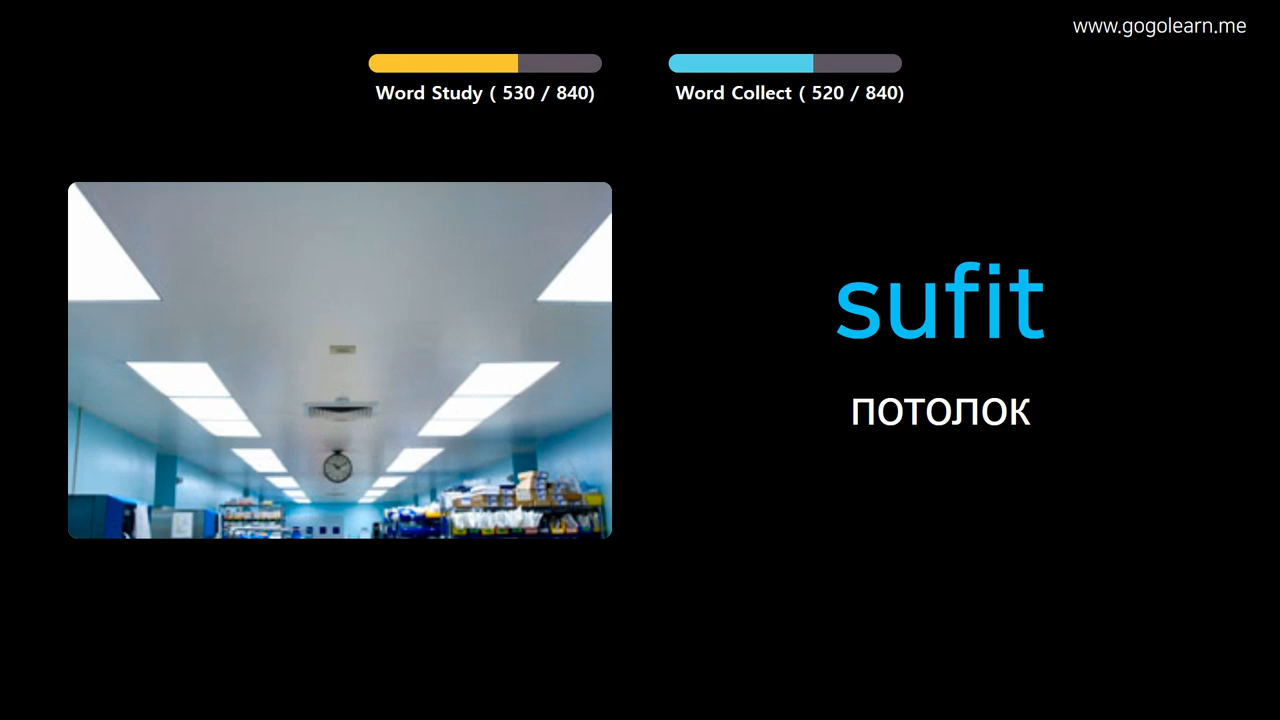 www.gogolearn.me
Word Study ( 530 / 840)
Word Collect ( 520 / 840)
sufit
потолок